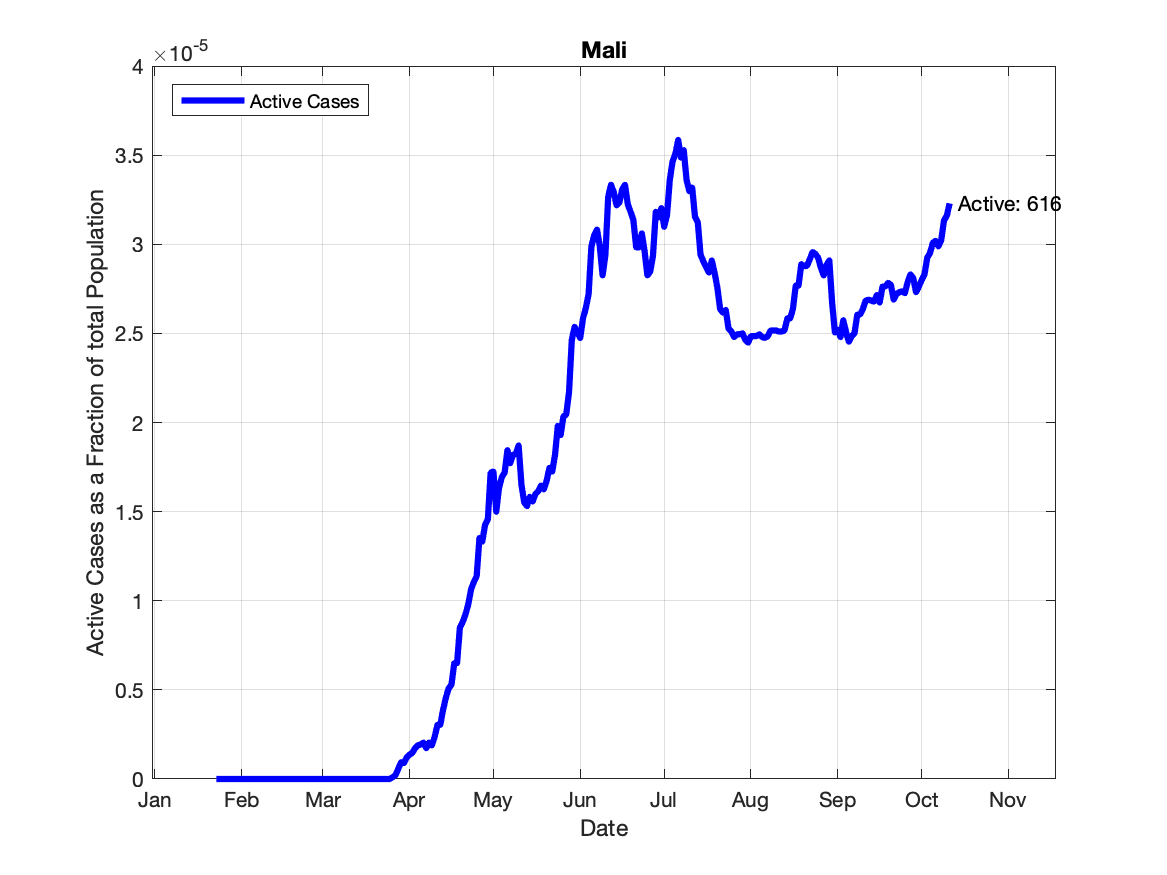 Mali
×10-5
Active Cases
4
3.5
3
2.5
2
1.5
1
0.5
0
Active Cases as a Fraction of total Population
Active: 616
Jan Feb Mar Apr May Jun Jul Aug Sep Oct Nov
Date